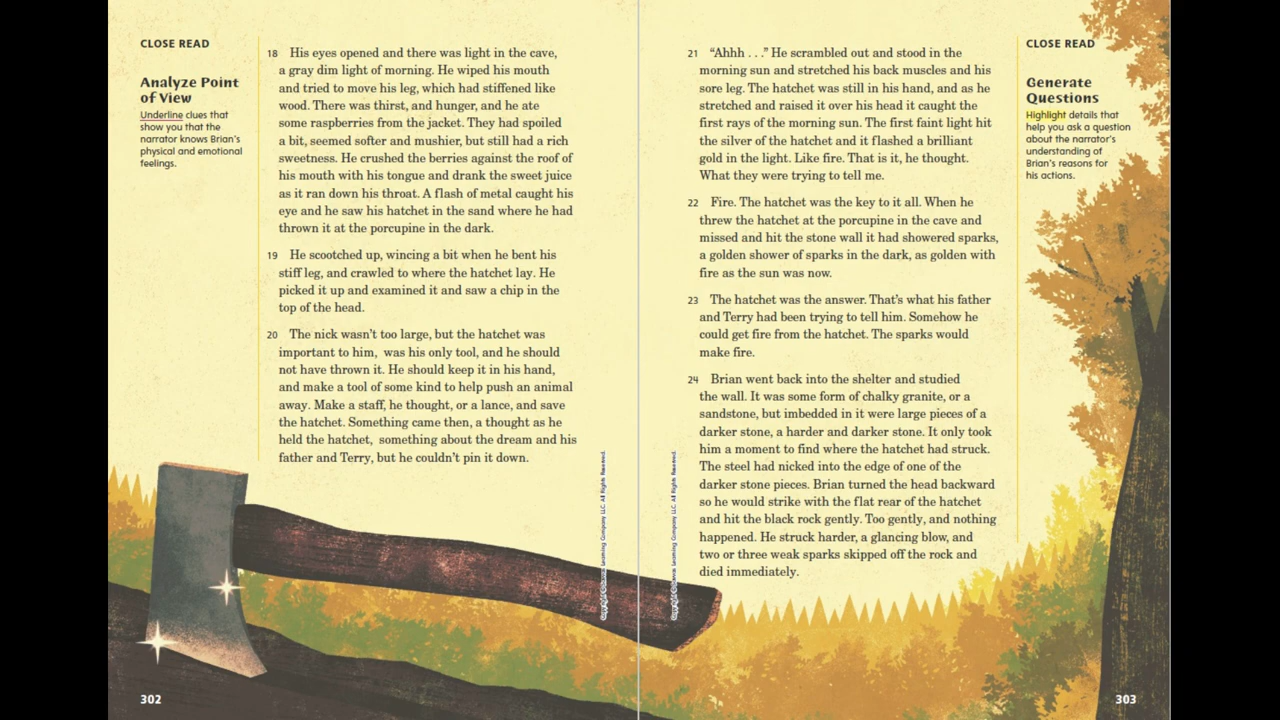 CLOSE READ
Analyze Point
of View
Underline clues that
show you that the
narrator knows Brian's
physical and emotional
feelings.
18 His eyes opened and there was light in the cave,
a gray dim light of morning. He wiped his mouth
and tried to move his leg, which had stiffened like
wood. There was thirst, and hunger, and he ate
some raspberries from the jacket. They had spoiled
a bit, seemed softer and mushier, but still had a rich
sweetness. He crushed the berries against the roof of
his mouth with his tongue and drank the sweet juice
as it ran down his throat. A flash of metal caught his
eye and he saw his hatchet in the sand where he had
thrown it at the porcupine in the dark.
19 He scootched up, wincing a bit when he bent his
stiff leg, and crawled to where the hatchet lay. He
picked it up and examined it and saw a chip in the
top of the head.
20 The nick wasn't too large, but the hatchet was
important to him, was his only tool, and he should
not have thrown it. He should keep it in his hand,
and make a tool of some kind to help push an animal
away. Make a staff, he thought, or a lance, and save
the hatchet. Something came then, a thought as he
held the hatchet, something about the dream and his
father and Terry, but he couldn't pin it down.
Learning Company LLC. All Rights Reserved.
302
21 “Ahhh . . .” He scrambled out and stood in the
morning sun and stretched his back muscles and his
sore leg. The hatchet was still in his hand, and as he
stretched and raised it over his head it caught the
first rays of the morning sun. The first faint light hit
the silver of the hatchet and it flashed a brilliant
gold in the light. Like fire. That is it, he thought.
What they were trying to tell me.
22 Fire. The hatchet was the key to it all. When he
threw the hatchet at the porcupine in the cave and
missed and hit the stone wall it had showered sparks,
a golden shower of sparks in the dark, as golden with
fire as the sun was now.
23 The hatchet was the answer. That's what his father
and Terry had been trying to tell him. Somehow he
could get fire from the hatchet. The sparks would
make fire.
24 Brian went back into the shelter and studied
the wall. It was some form of chalky granite, or a
sandstone, but imbedded in it were large pieces of a
darker stone, a harder and darker stone. It only took
him a moment to find where the hatchet had struck.
The steel had nicked into the edge of one of the
darker stone pieces. Brian turned the head backward
so he would strike with the flat rear of the hatchet
and hit the black rock gently. Too gently, and nothing
happened. He struck harder, a glancing blow, and
two or three weak sparks skipped off the rock and
died immediately.
Learning Company LLC. All Rights Reserved.
CLOSE READ
Generate
Questions
Highlight details that
help you ask a question
about the narrator's
understanding of
Brian's reasons for
his actions.
303